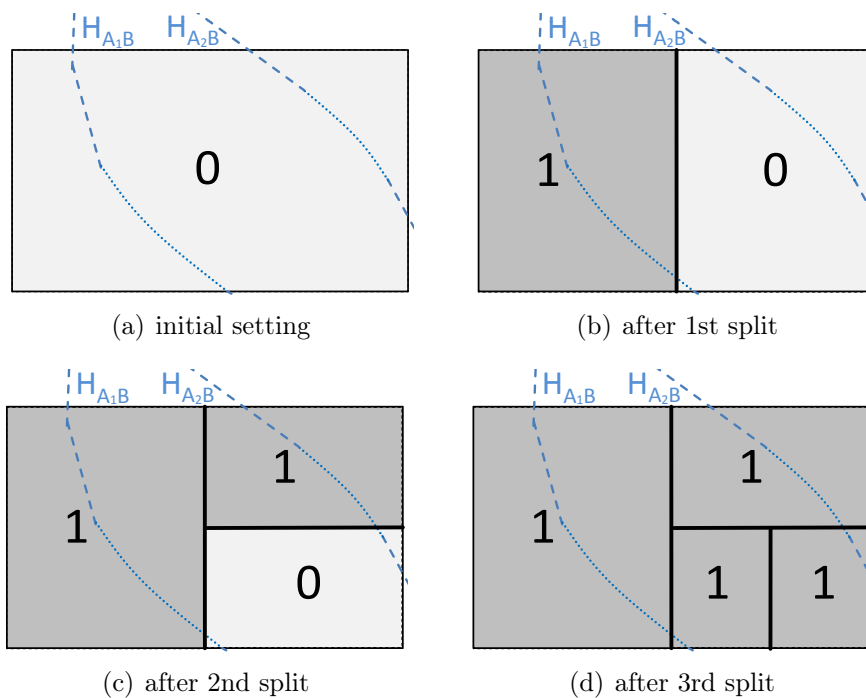 H_{A₁B} H_{A₂B}
0
(a) initial setting
H_{A₁B} H_{A₂B}
1 0
(b) after 1st split
H_{A₁B} H_{A₂B}
1
1
0
(c) after 2nd split
H_{A₁B} H_{A₂B}
1
1
1 1
(d) after 3rd split